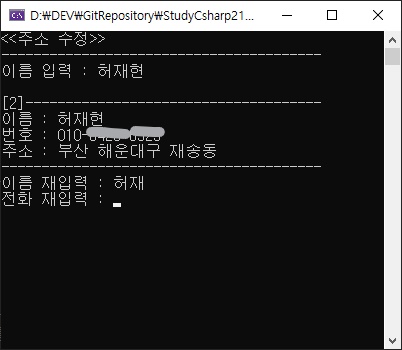 D:₩DEV₩GitRepository₩StudyCsharp21...
<<주소 수정>>
이름 입력 : 허재현
[2]
이름 : 허재현
번호 : 010-
주소 : 부산 해운대구 재송동
이름 재입력 : 허재
전화 재입력 :